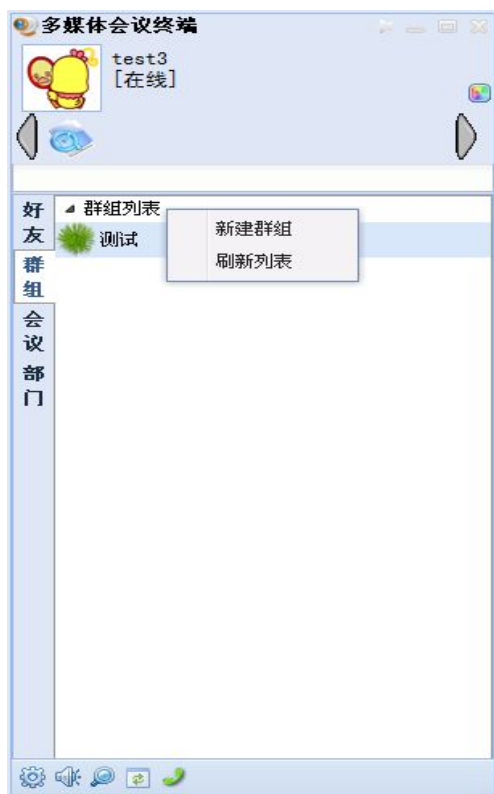 多媒体会议终端
test3
[在线]
好友
群组列表
测试
新建群组
刷新列表
群组
会议
部门